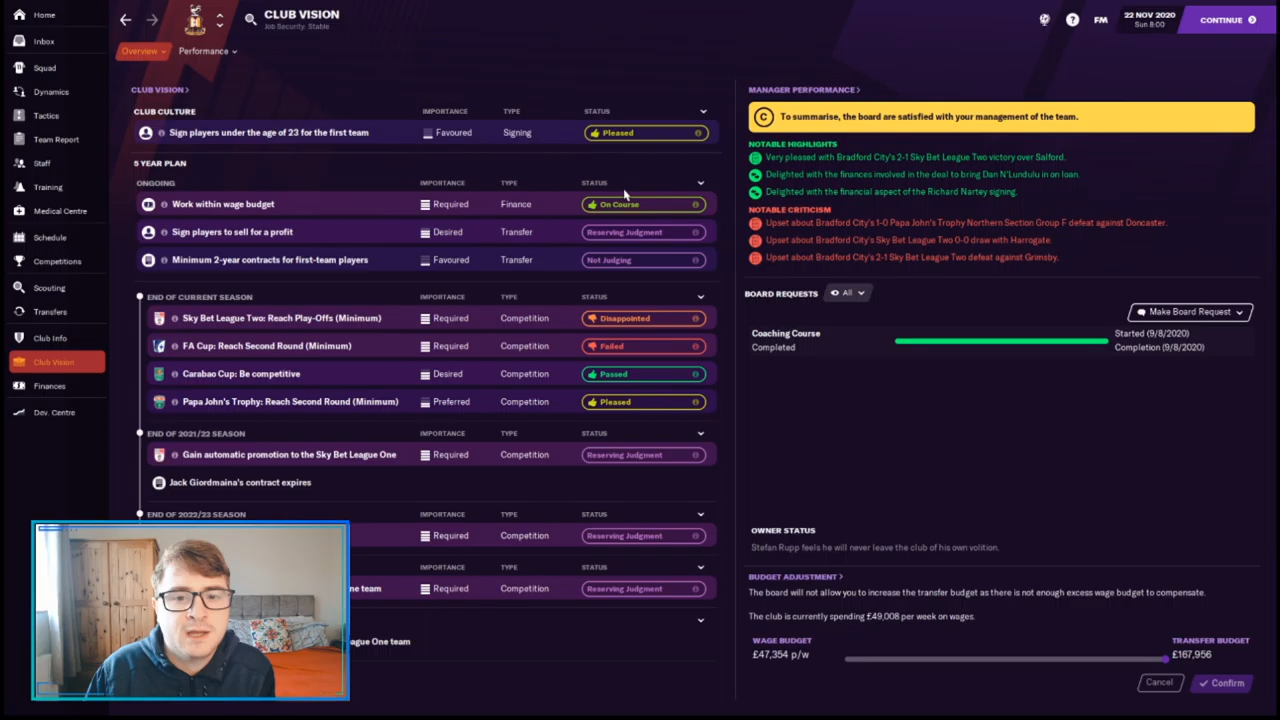 Home
Inbox
Squad
Dynamics
Tactics
Team Report
Staff
Training
Medical Centre
Schedule
Competitions
Scouting
Transfers
Club Info
Club Vision
Finances
Dev. Centre
CLUB VISION
Job Security: Stable
FM
22 NOV 2020
Sun 8:00
CONTINUE
Overview
Performance
CLUB VISION >
CLUB CULTURE IMPORTANCE TYPE STATUS
Sign players under the age of 23 for the first team Favoured Signing Pleased
5 YEAR PLAN
ONGOING IMPORTANCE TYPE STATUS
Work within wage budget Required Finance On Course
Sign players to sell for a profit Desired Transfer Reserving Judgment
Minimum 2-year contracts for first-team players Favoured Transfer Not Judging
END OF CURRENT SEASON IMPORTANCE TYPE STATUS
Sky Bet League Two: Reach Play-Offs (Minimum) Required Competition Disappointed
FA Cup: Reach Second Round (Minimum) Required Competition Failed
Carabao Cup: Be competitive Desired Competition Passed
Papa John's Trophy: Reach Second Round (Minimum) Preferred Competition Pleased
END OF 2021/22 SEASON IMPORTANCE TYPE STATUS
Gain automatic promotion to the Sky Bet League One Required Competition Reserving Judgment
Jack Giordmaina's contract expires
END OF 2022/23 SEASON IMPORTANCE TYPE STATUS
Required Competition Reserving Judgment
IMPORTANCE TYPE STATUS
ne team Required Competition Reserving Judgment
ague One team
MANAGER PERFORMANCE >
C To summarise, the board are satisfied with your management of the team.
NOTABLE HIGHLIGHTS
Very pleased with Bradford City's 2-1 Sky Bet League Two victory over Salford.
Delighted with the finances involved in the deal to bring Dan N'Lundulu in on loan.
Delighted with the financial aspect of the Richard Nartey signing.
NOTABLE CRITICISM
Upset about Bradford City's 1-0 Papa John's Trophy Northern Section Group F defeat against Doncaster.
Upset about Bradford City's Sky Bet League Two 0-0 draw with Harrogate.
Upset about Bradford City's 2-1 Sky Bet League Two defeat against Grimsby.
BOARD REQUESTS All
Make Board Request
Coaching Course Started (9/8/2020)
Completed Completion (9/8/2020)
OWNER STATUS
Stefan Rupp feels he will never leave the club of his own volition.
BUDGET ADJUSTMENT >
The board will not allow you to increase the transfer budget as there is not enough excess wage budget to compensate.
The club is currently spending £49,008 per week on wages.
WAGE BUDGET TRANSFER BUDGET
£47,354 p/w £167,956
Cancel Confirm